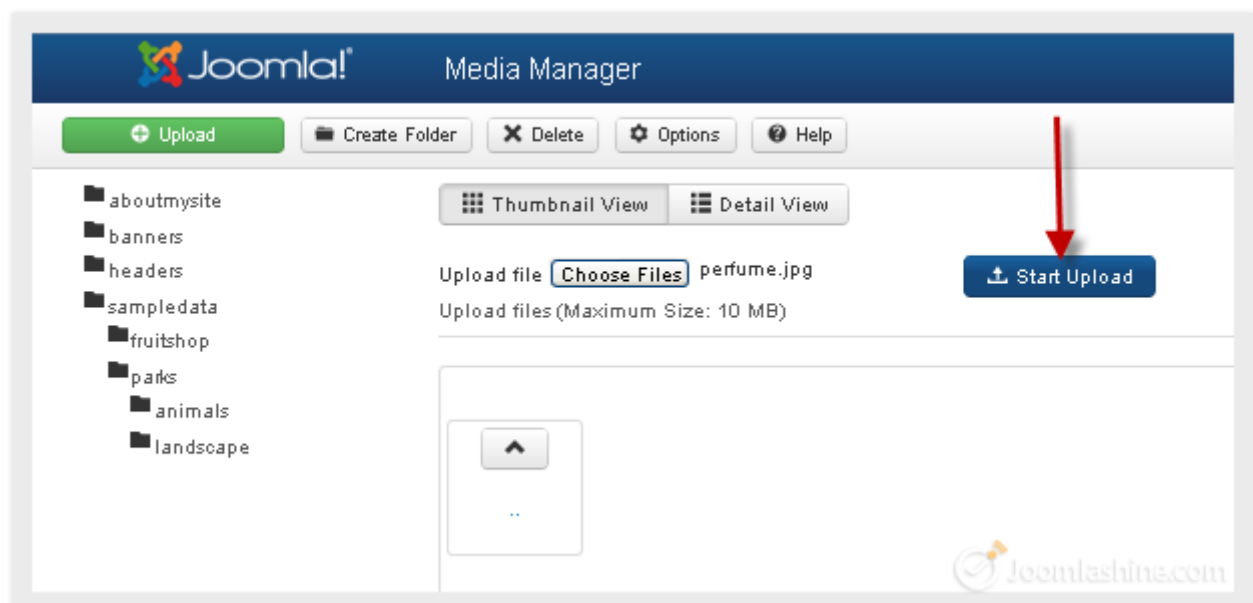 Joomla!
Media Manager
Upload
Create Folder
Delete
Options
Help
aboutmysite
banners
headers
sampledata
fruitshop
parks
animals
landscape
Thumbnail View
Detail View
Upload file Choose Files perfume.jpg
Start Upload
Upload files (Maximum Size: 10 MB)
..
Joomlashine.com